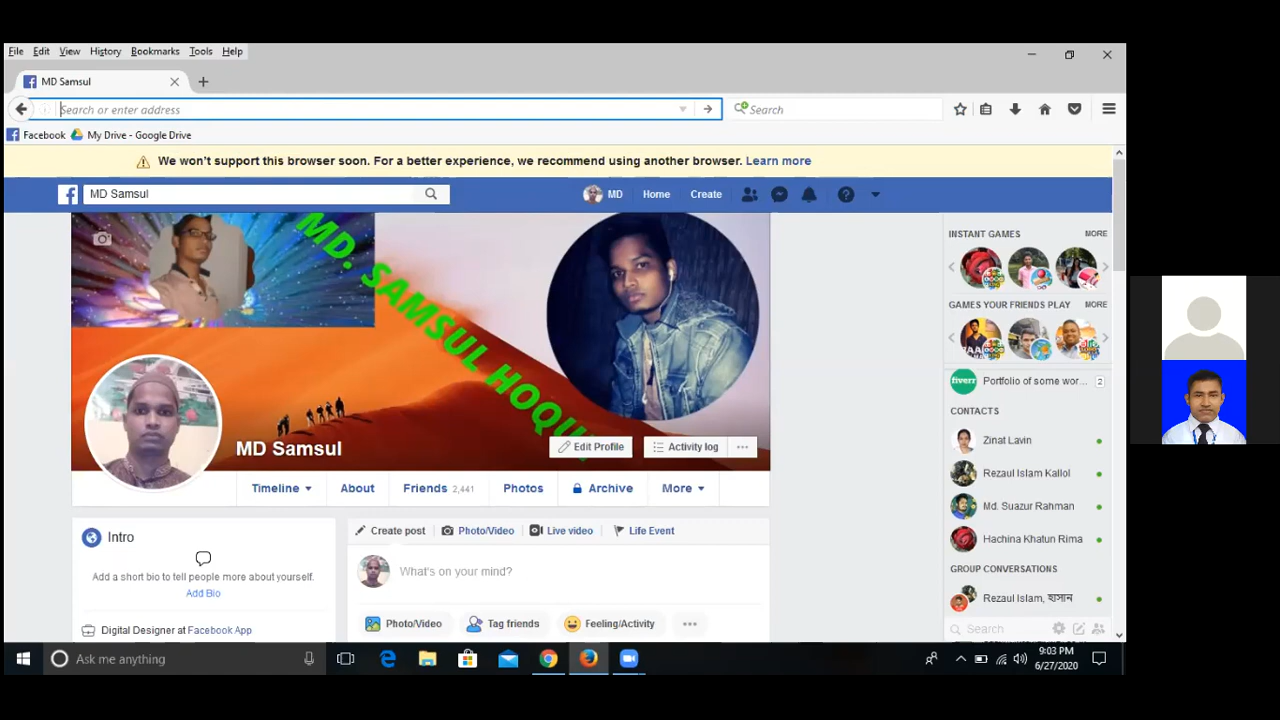 File Edit View History Bookmarks Tools Help
MD Samsul
Search or enter address
Search
Facebook My Drive - Google Drive
We won't support this browser soon. For a better experience, we recommend using another browser. Learn more
MD Samsul
MD Home Create
MD. SAMSUL HOQU
MD Samsul
Edit Profile
Activity log
Timeline About Friends 2,441 Photos Archive More
Intro
Add a short bio to tell people more about yourself.
Add Bio
Digital Designer at Facebook App
Create post Photo/Video Live video Life Event
What's on your mind?
Photo/Video Tag friends Feeling/Activity
INSTANT GAMES MORE
GAMES YOUR FRIENDS PLAY MORE
fiverr Portfolio of some wor... 2
CONTACTS
Zinat Lavin
Rezaul Islam Kallol
Md. Suazur Rahman
Hachina Khatun Rima
GROUP CONVERSATIONS
Rezaul Islam, হাসান
Search
Ask me anything
9:03 PM
6/27/2020